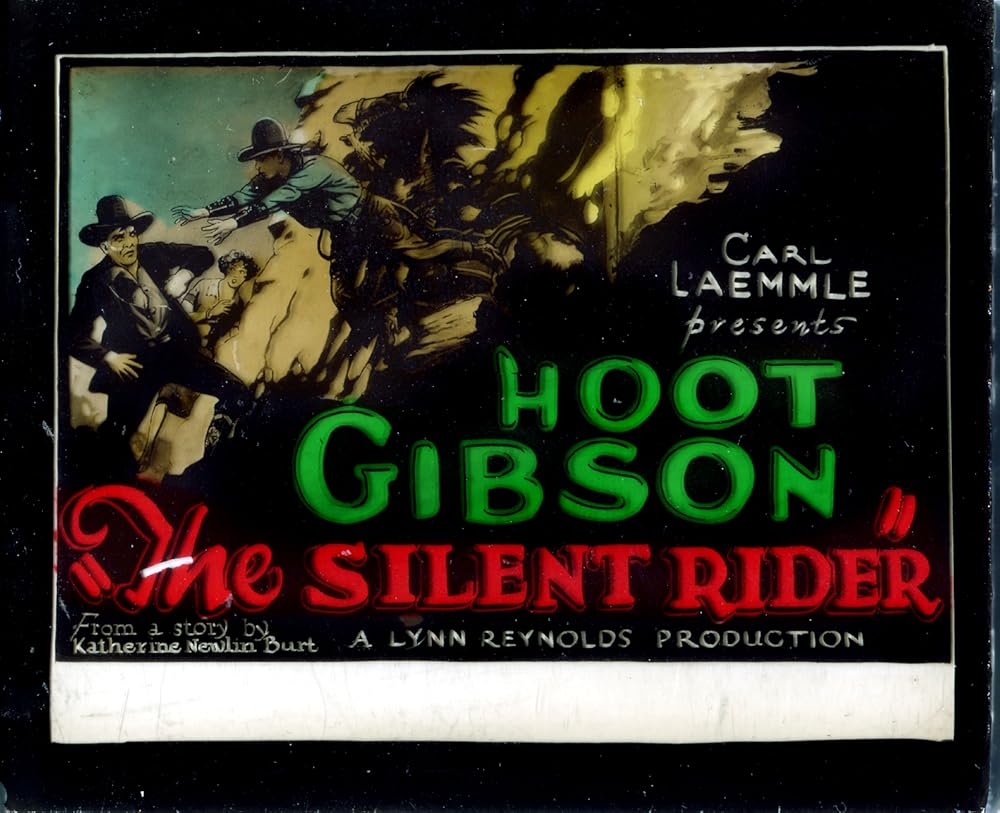 CARL
LAEMMLE
presents
HOOT
GIBSON
"The SILENT RIDER"
From a story by
Katherine Newlin Burt
A LYNN REYNOLDS PRODUCTION